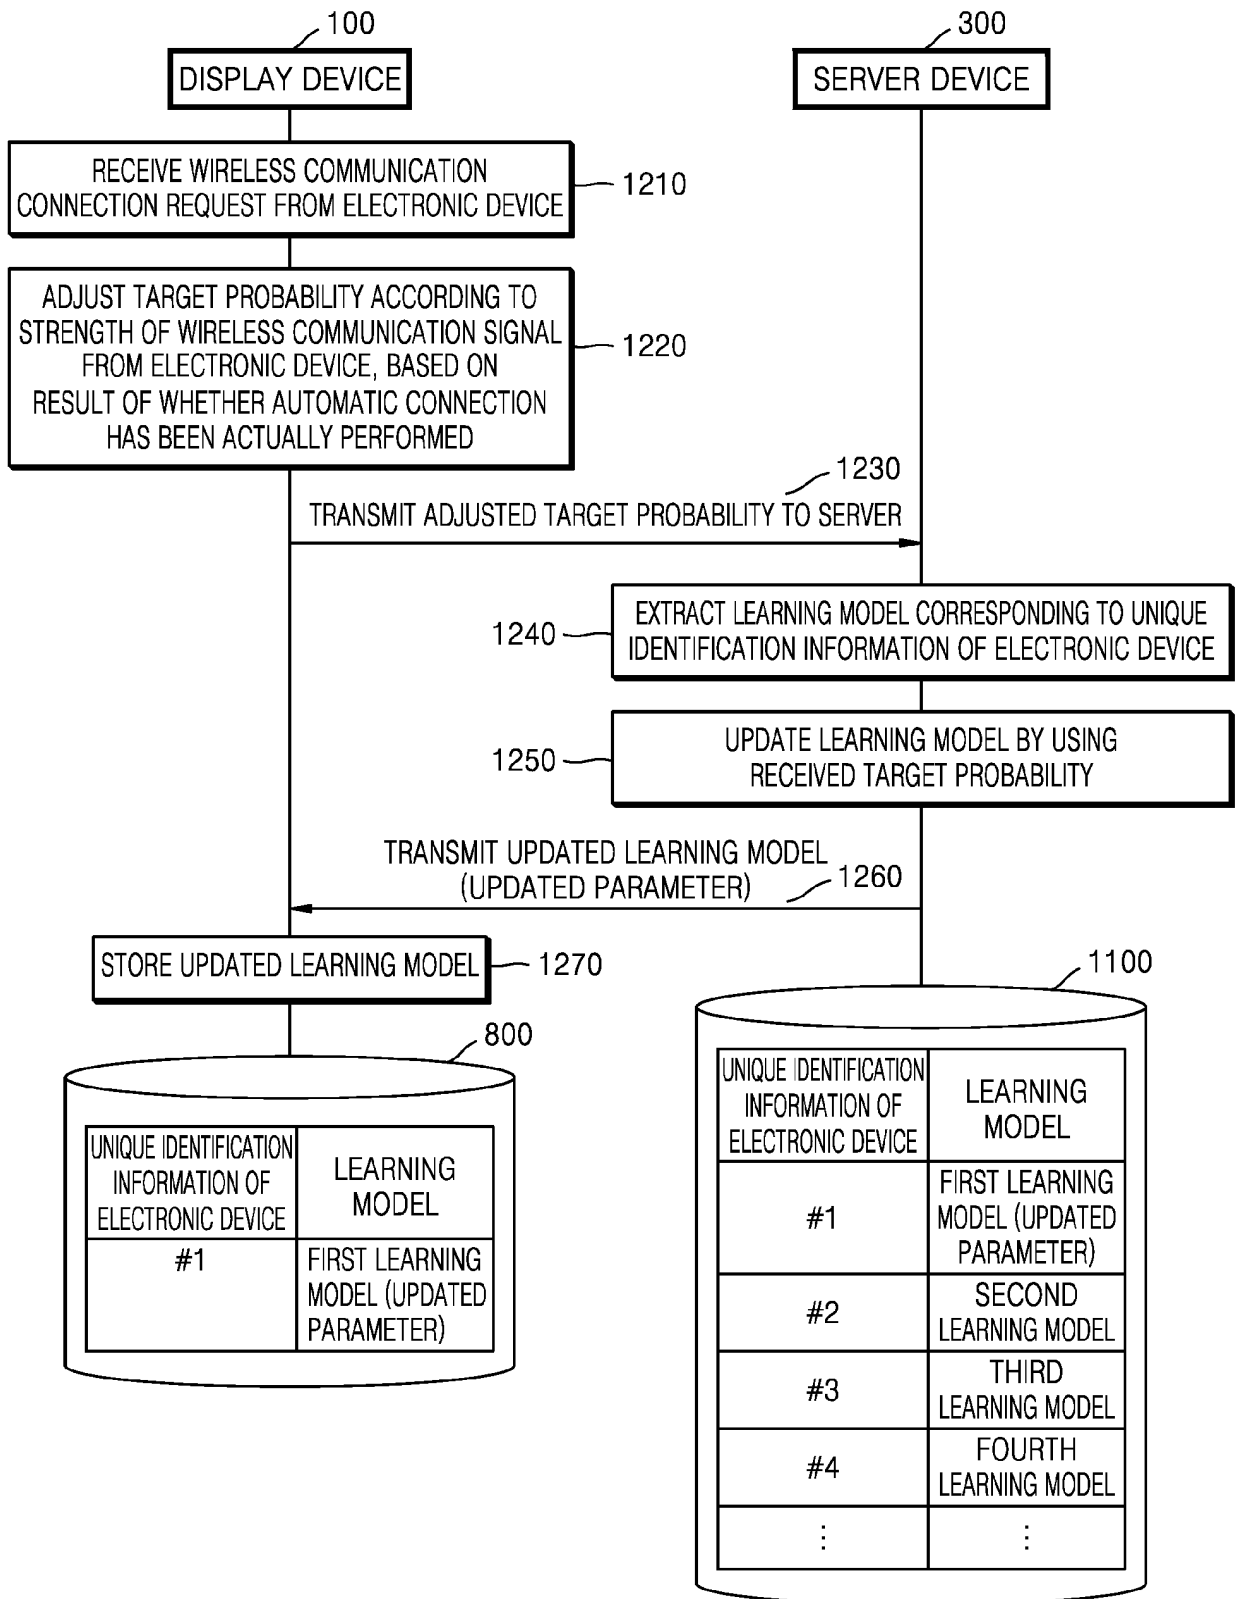 100
300
DISPLAY DEVICE
SERVER DEVICE
RECEIVE WIRELESS COMMUNICATION
CONNECTION REQUEST FROM ELECTRONIC DEVICE
1210
ADJUST TARGET PROBABILITY ACCORDING TO
STRENGTH OF WIRELESS COMMUNICATION SIGNAL
FROM ELECTRONIC DEVICE, BASED ON
RESULT OF WHETHER AUTOMATIC CONNECTION
HAS BEEN ACTUALLY PERFORMED
1220
1230
TRANSMIT ADJUSTED TARGET PROBABILITY TO SERVER
1240
EXTRACT LEARNING MODEL CORRESPONDING TO UNIQUE
IDENTIFICATION INFORMATION OF ELECTRONIC DEVICE
1250
UPDATE LEARNING MODEL BY USING
RECEIVED TARGET PROBABILITY
TRANSMIT UPDATED LEARNING MODEL
(UPDATED PARAMETER)
1260
STORE UPDATED LEARNING MODEL
1270
800
UNIQUE IDENTIFICATION
INFORMATION OF
ELECTRONIC DEVICE
LEARNING
MODEL
#1
FIRST LEARNING
MODEL (UPDATED
PARAMETER)
1100
UNIQUE IDENTIFICATION
INFORMATION OF
ELECTRONIC DEVICE
LEARNING
MODEL
#1
FIRST LEARNING
MODEL (UPDATED
PARAMETER)
#2
SECOND
LEARNING MODEL
#3
THIRD
LEARNING MODEL
#4
FOURTH
LEARNING MODEL
⋮
⋮